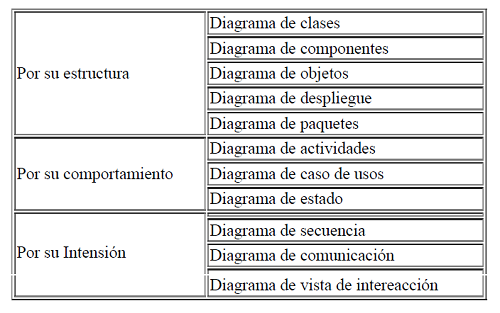 Por su estructura
Diagrama de clases
Diagrama de componentes
Diagrama de objetos
Diagrama de despliegue
Diagrama de paquetes
Por su comportamiento
Diagrama de actividades
Diagrama de caso de usos
Diagrama de estado
Por su Intensión
Diagrama de secuencia
Diagrama de comunicación
Diagrama de vista de intereacción